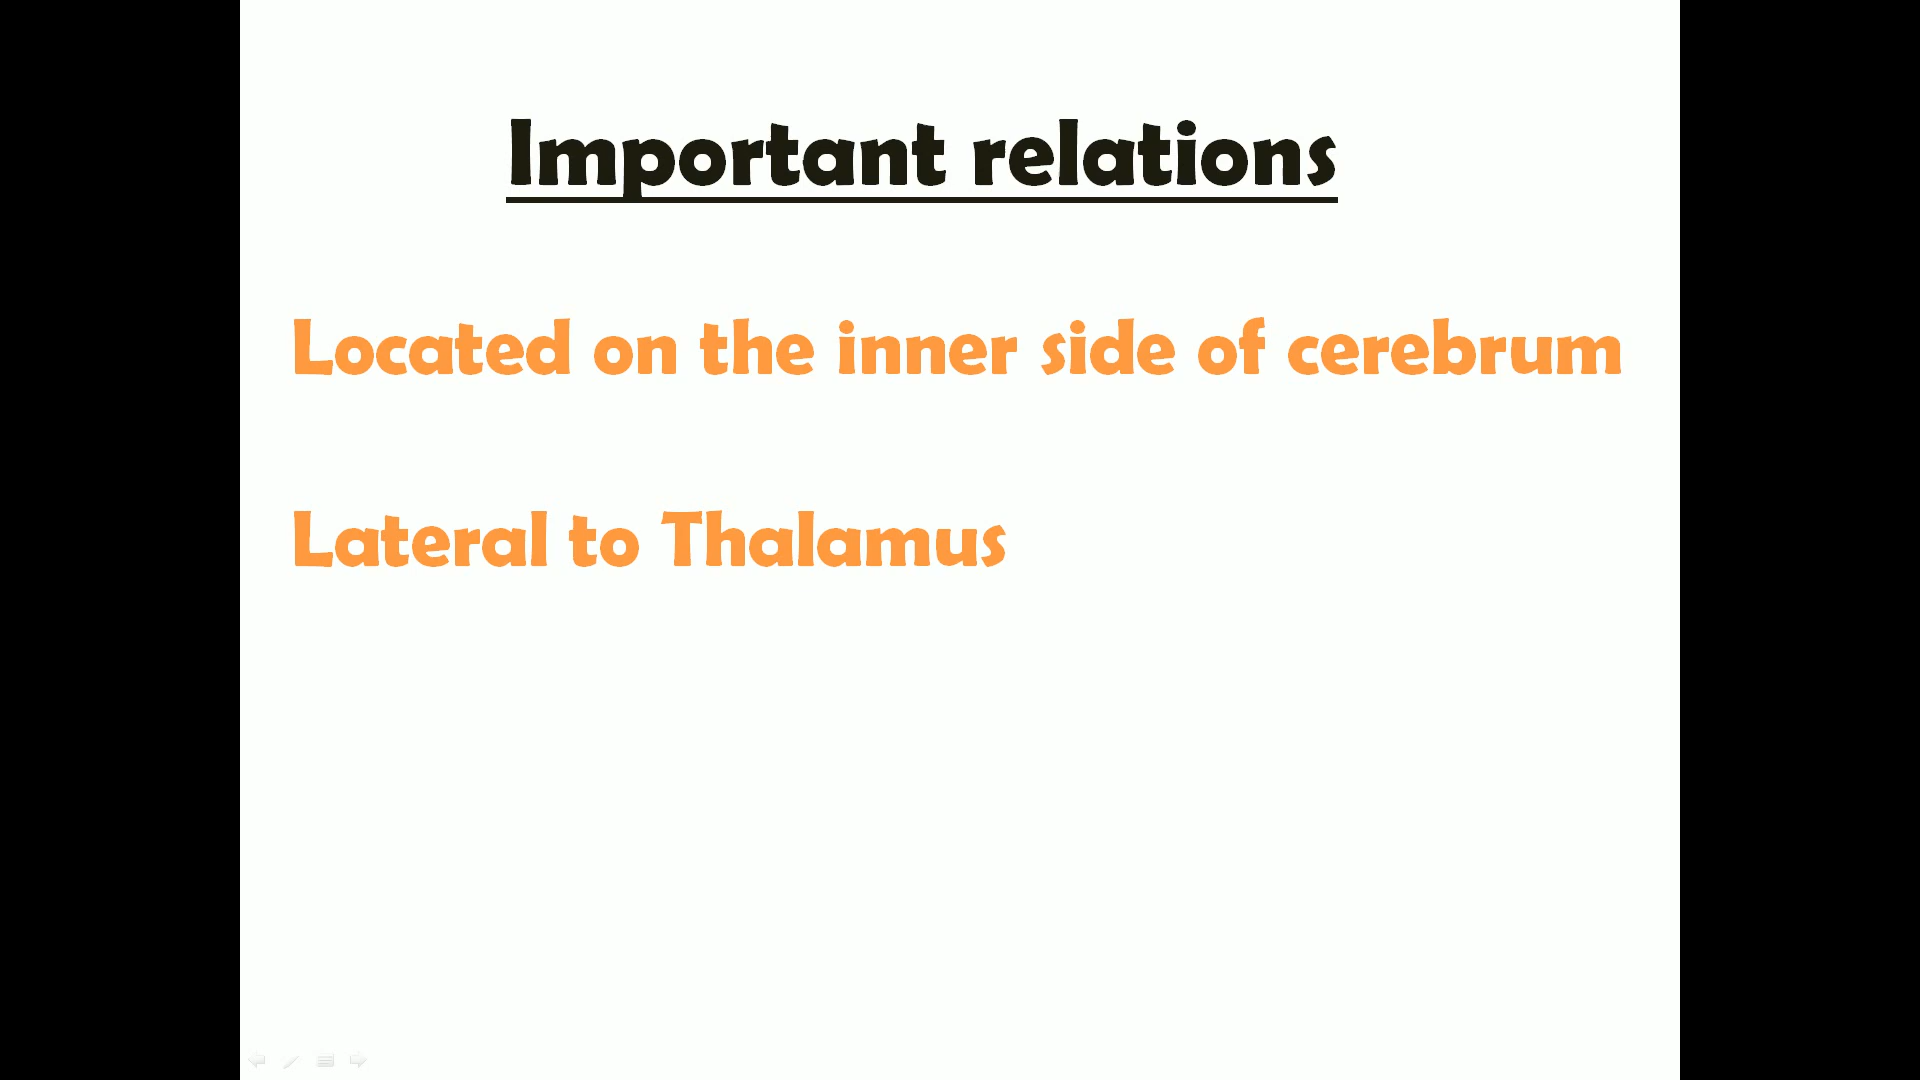 Important relations
Located on the inner side of cerebrum
Lateral to Thalamus